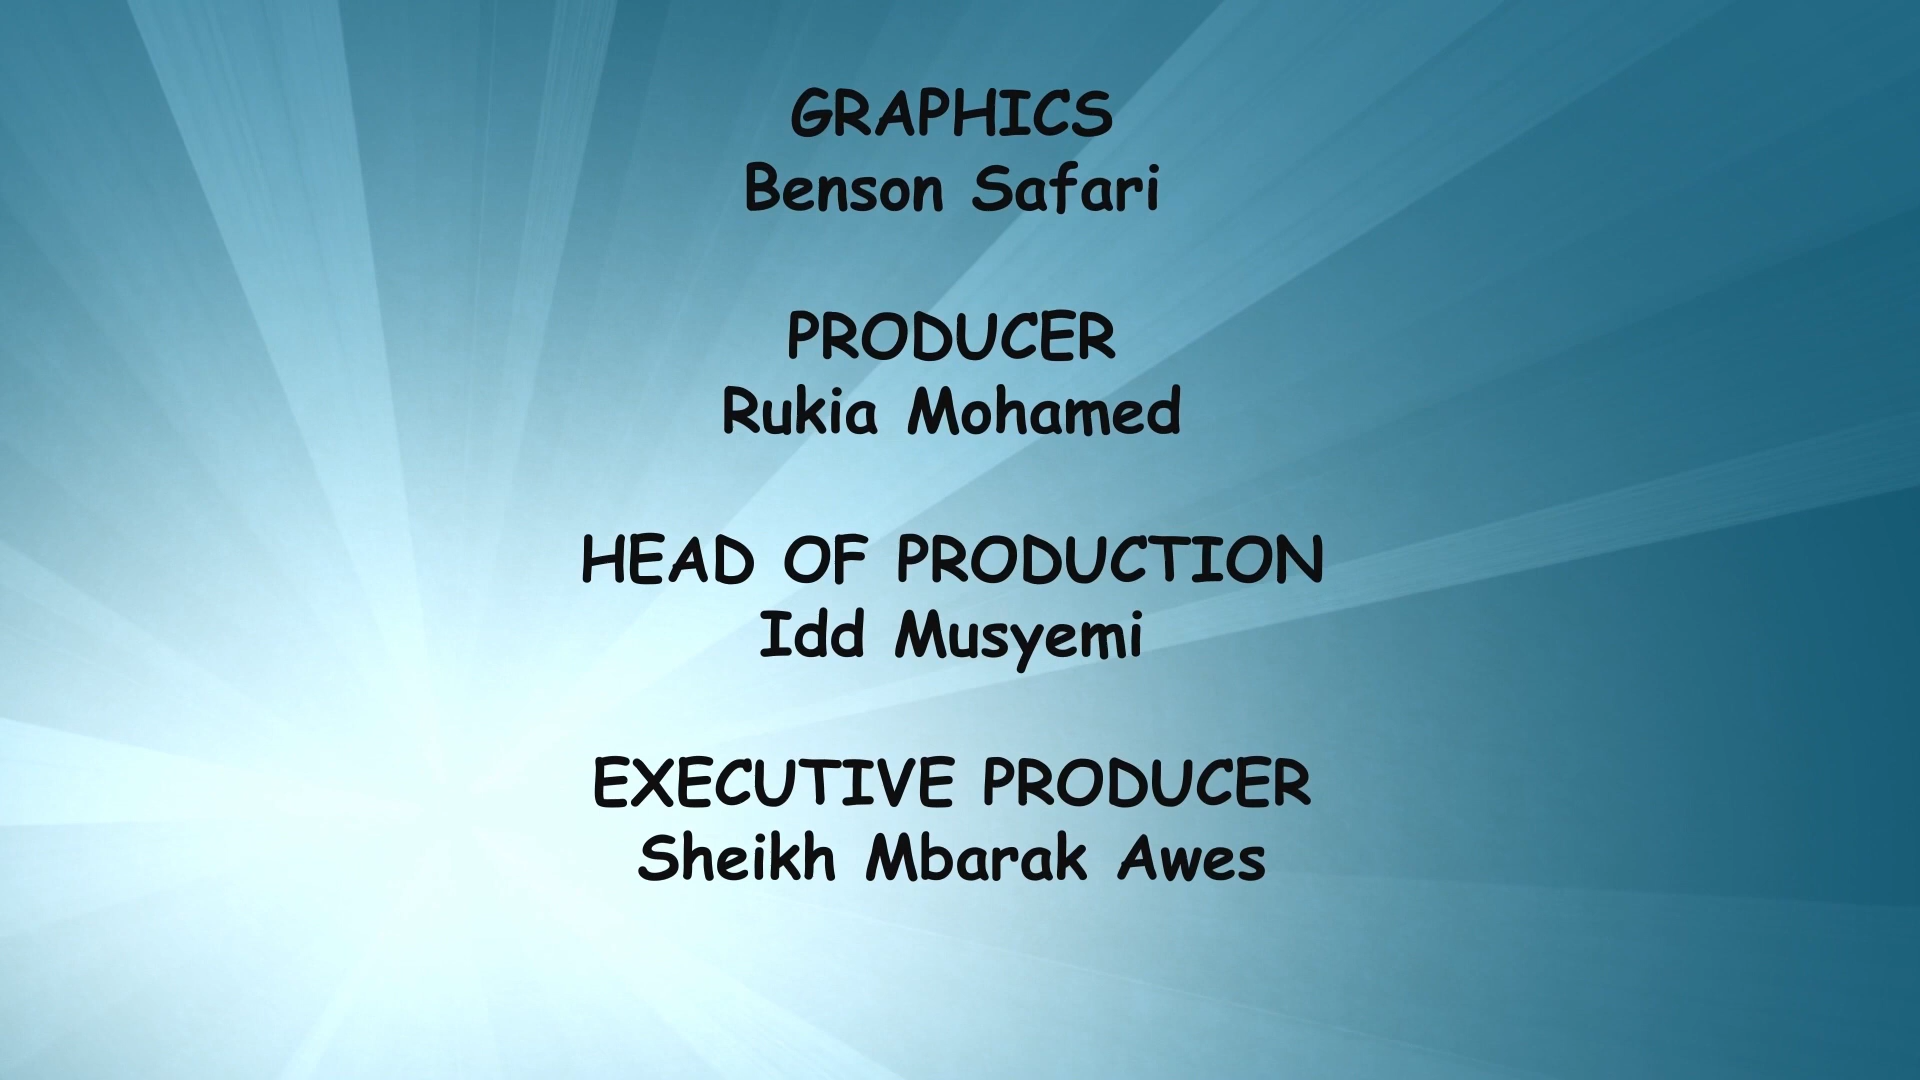 GRAPHICS
Benson Safari
PRODUCER
Rukia Mohamed
HEAD OF PRODUCTION
Idd Musyemi
EXECUTIVE PRODUCER
Sheikh Mbarak Awes